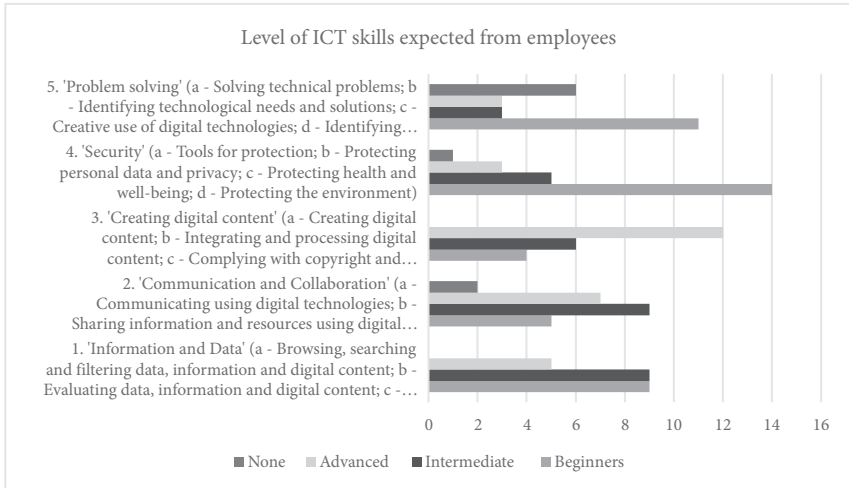 Level of ICT skills expected from employees
5. 'Problem solving' (a - Solving technical problems; b
- Identifying technological needs and solutions; c -
Creative use of digital technologies; d - Identifying…
4. 'Security' (a - Tools for protection; b - Protecting
personal data and privacy; c - Protecting health and
well-being; d - Protecting the environment)
3. 'Creating digital content' (a - Creating digital
content; b - Integrating and processing digital
content; c - Complying with copyright and…
2. 'Communication and Collaboration' (a -
Communicating using digital technologies; b -
Sharing information and resources using digital…
1. 'Information and Data' (a - Browsing, searching
and filtering data, information and digital content; b -
Evaluating data, information and digital content; c -…
0 2 4 6 8 10 12 14 16
None Advanced Intermediate Beginners